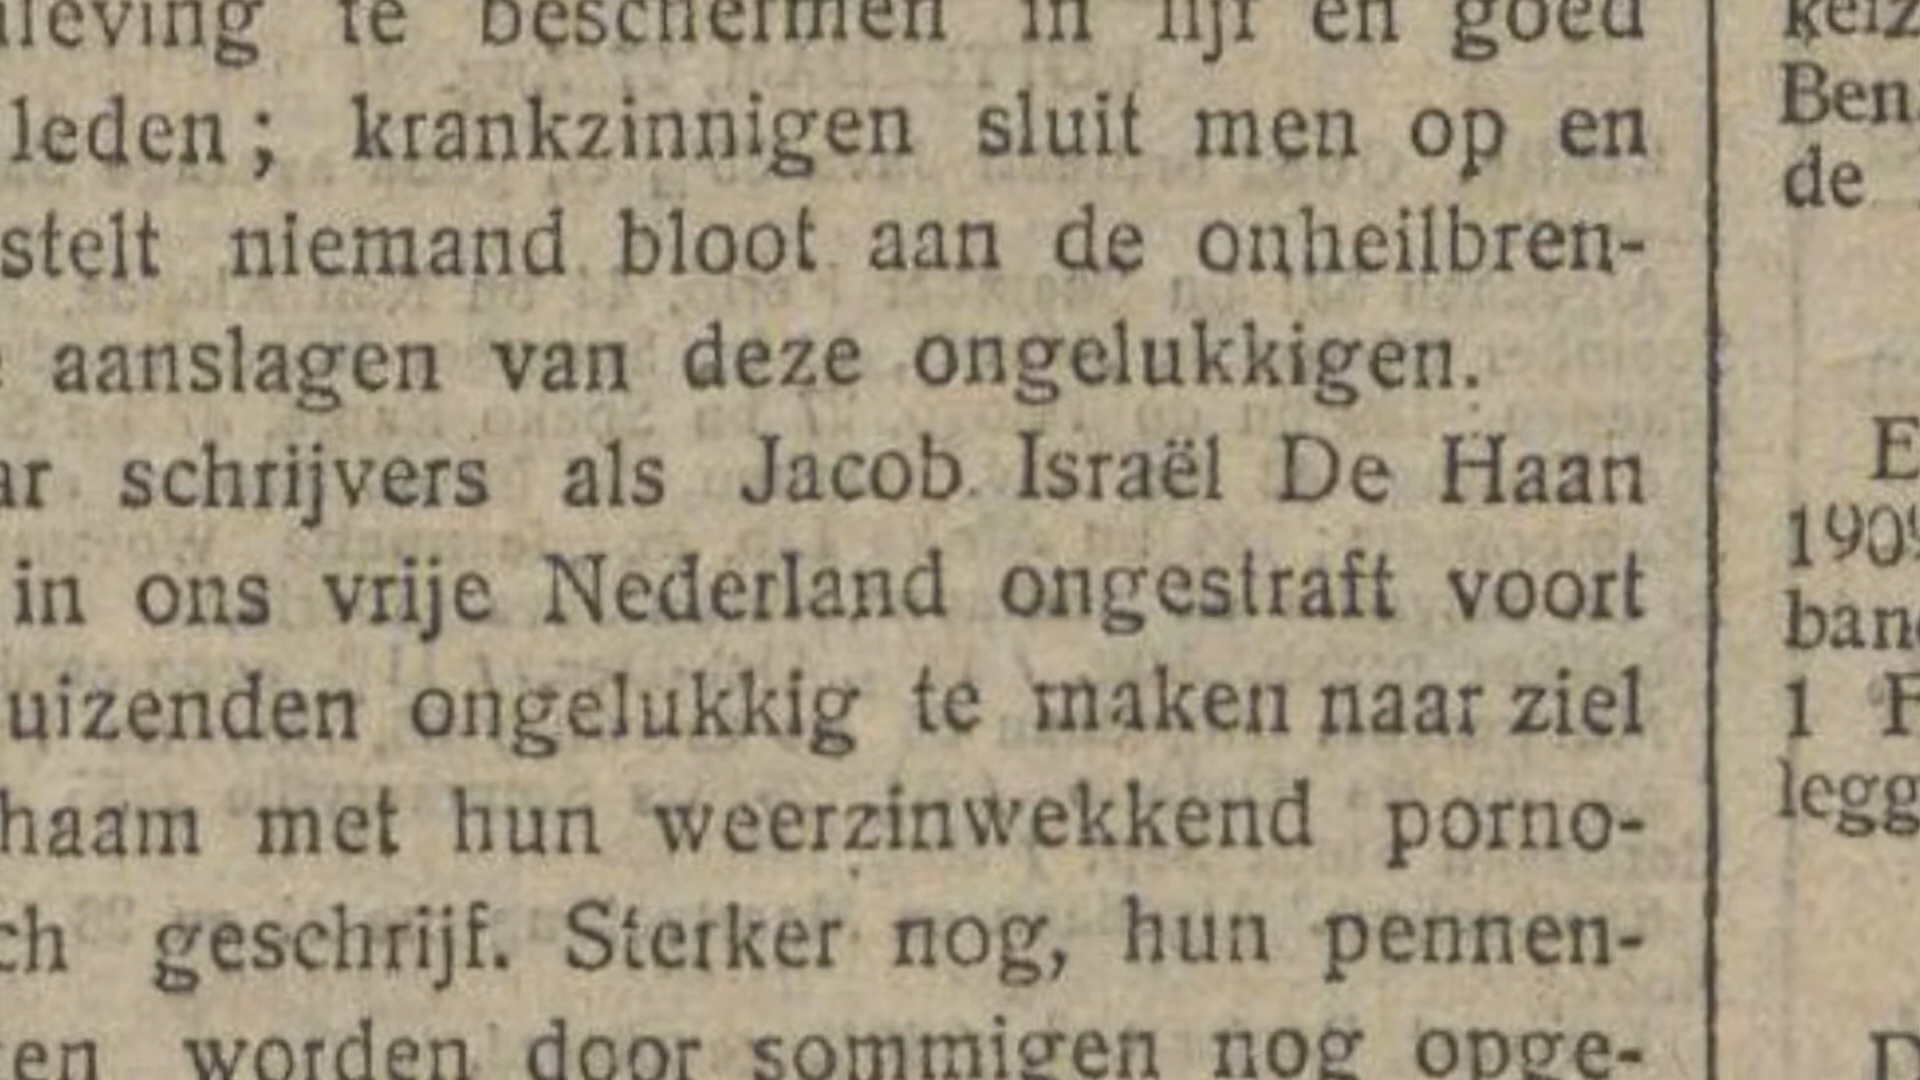 te beschermen in lijf en goed
leden; krankzinnigen sluit men op en
stelt niemand bloot aan de onheilbren-
aanslagen van deze ongelukkigen.
schrijvers als Jacob Israël De Haan
in ons vrije Nederland ongestraft voort
uizenden ongelukkig te maken naar ziel
haam met hun weerzinwekkend porno-
ch geschrijf. Sterker nog, hun pennen-
worden door sommigen nog opge-
keiz
Ben
de
E
190
ban
1
legg